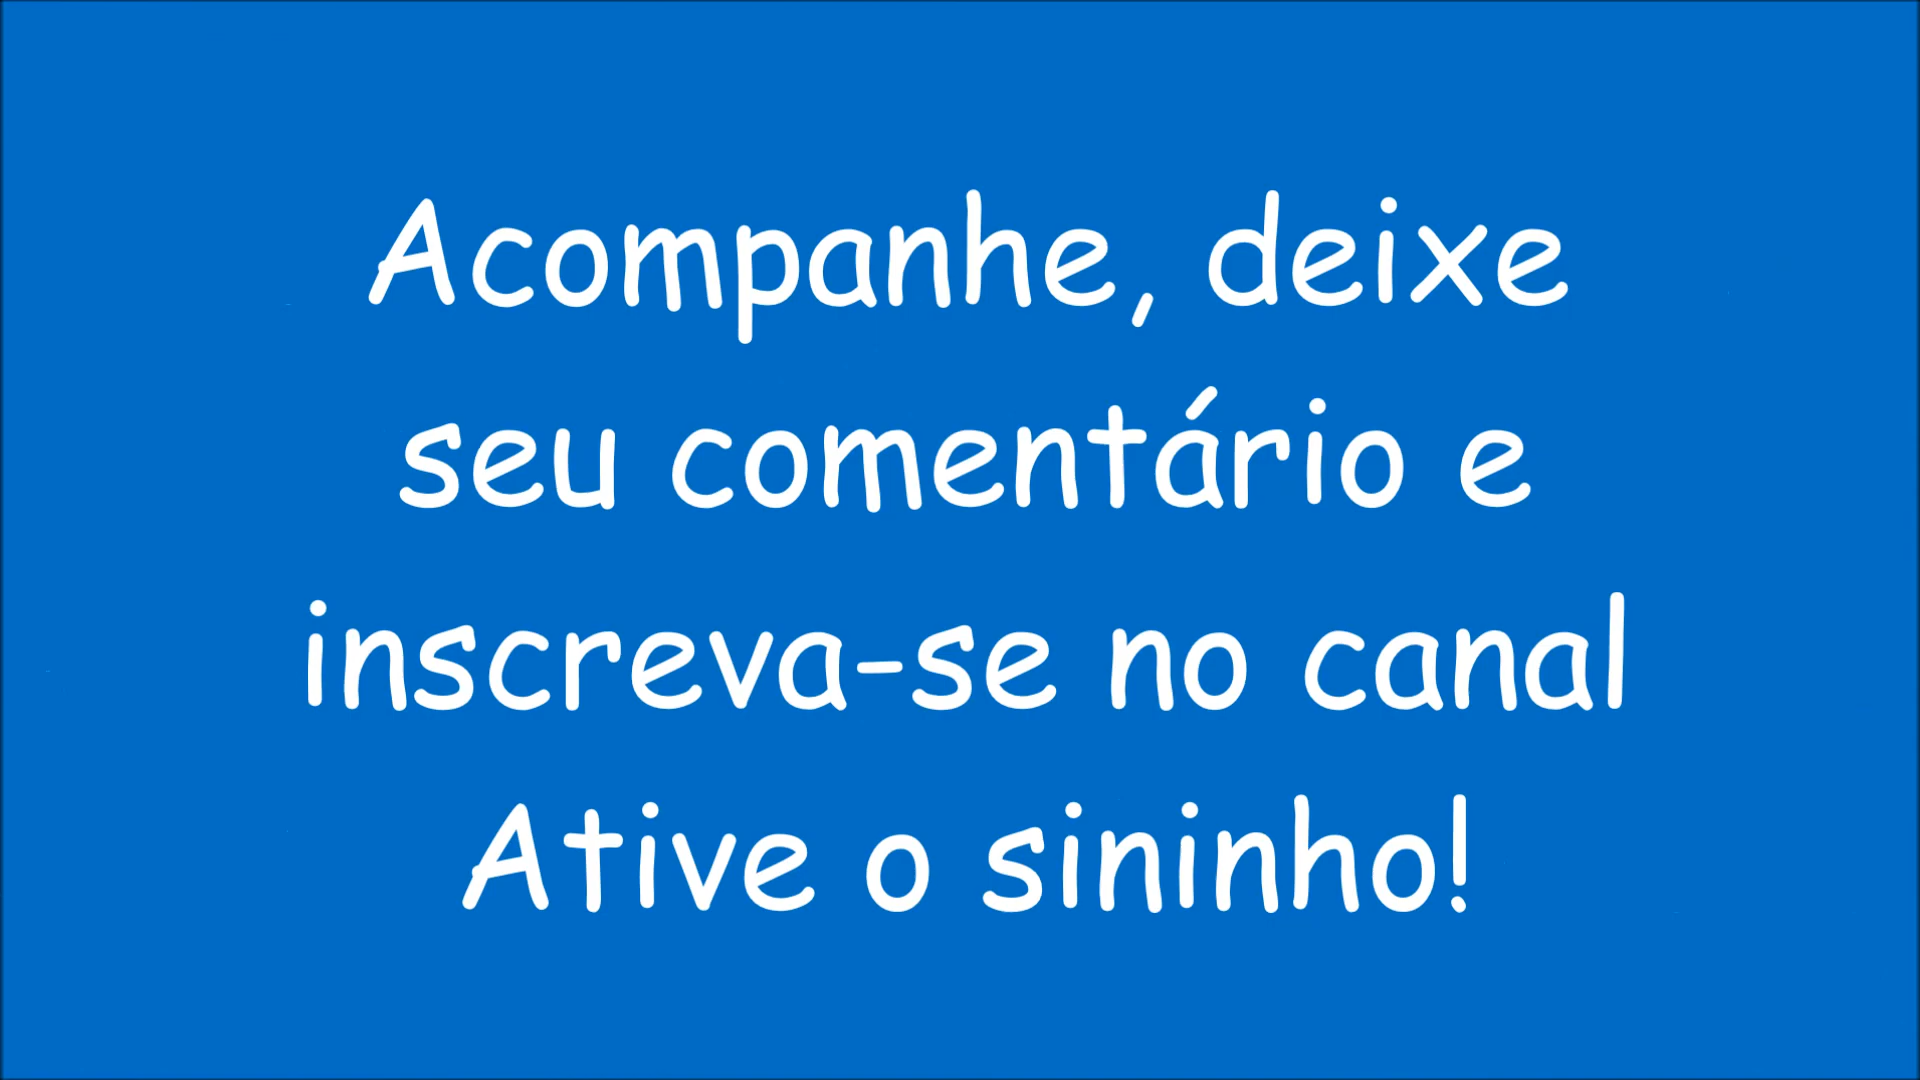 Acompanhe, deixe
seu comentário e
inscreva-se no canal
Ative o sininho!